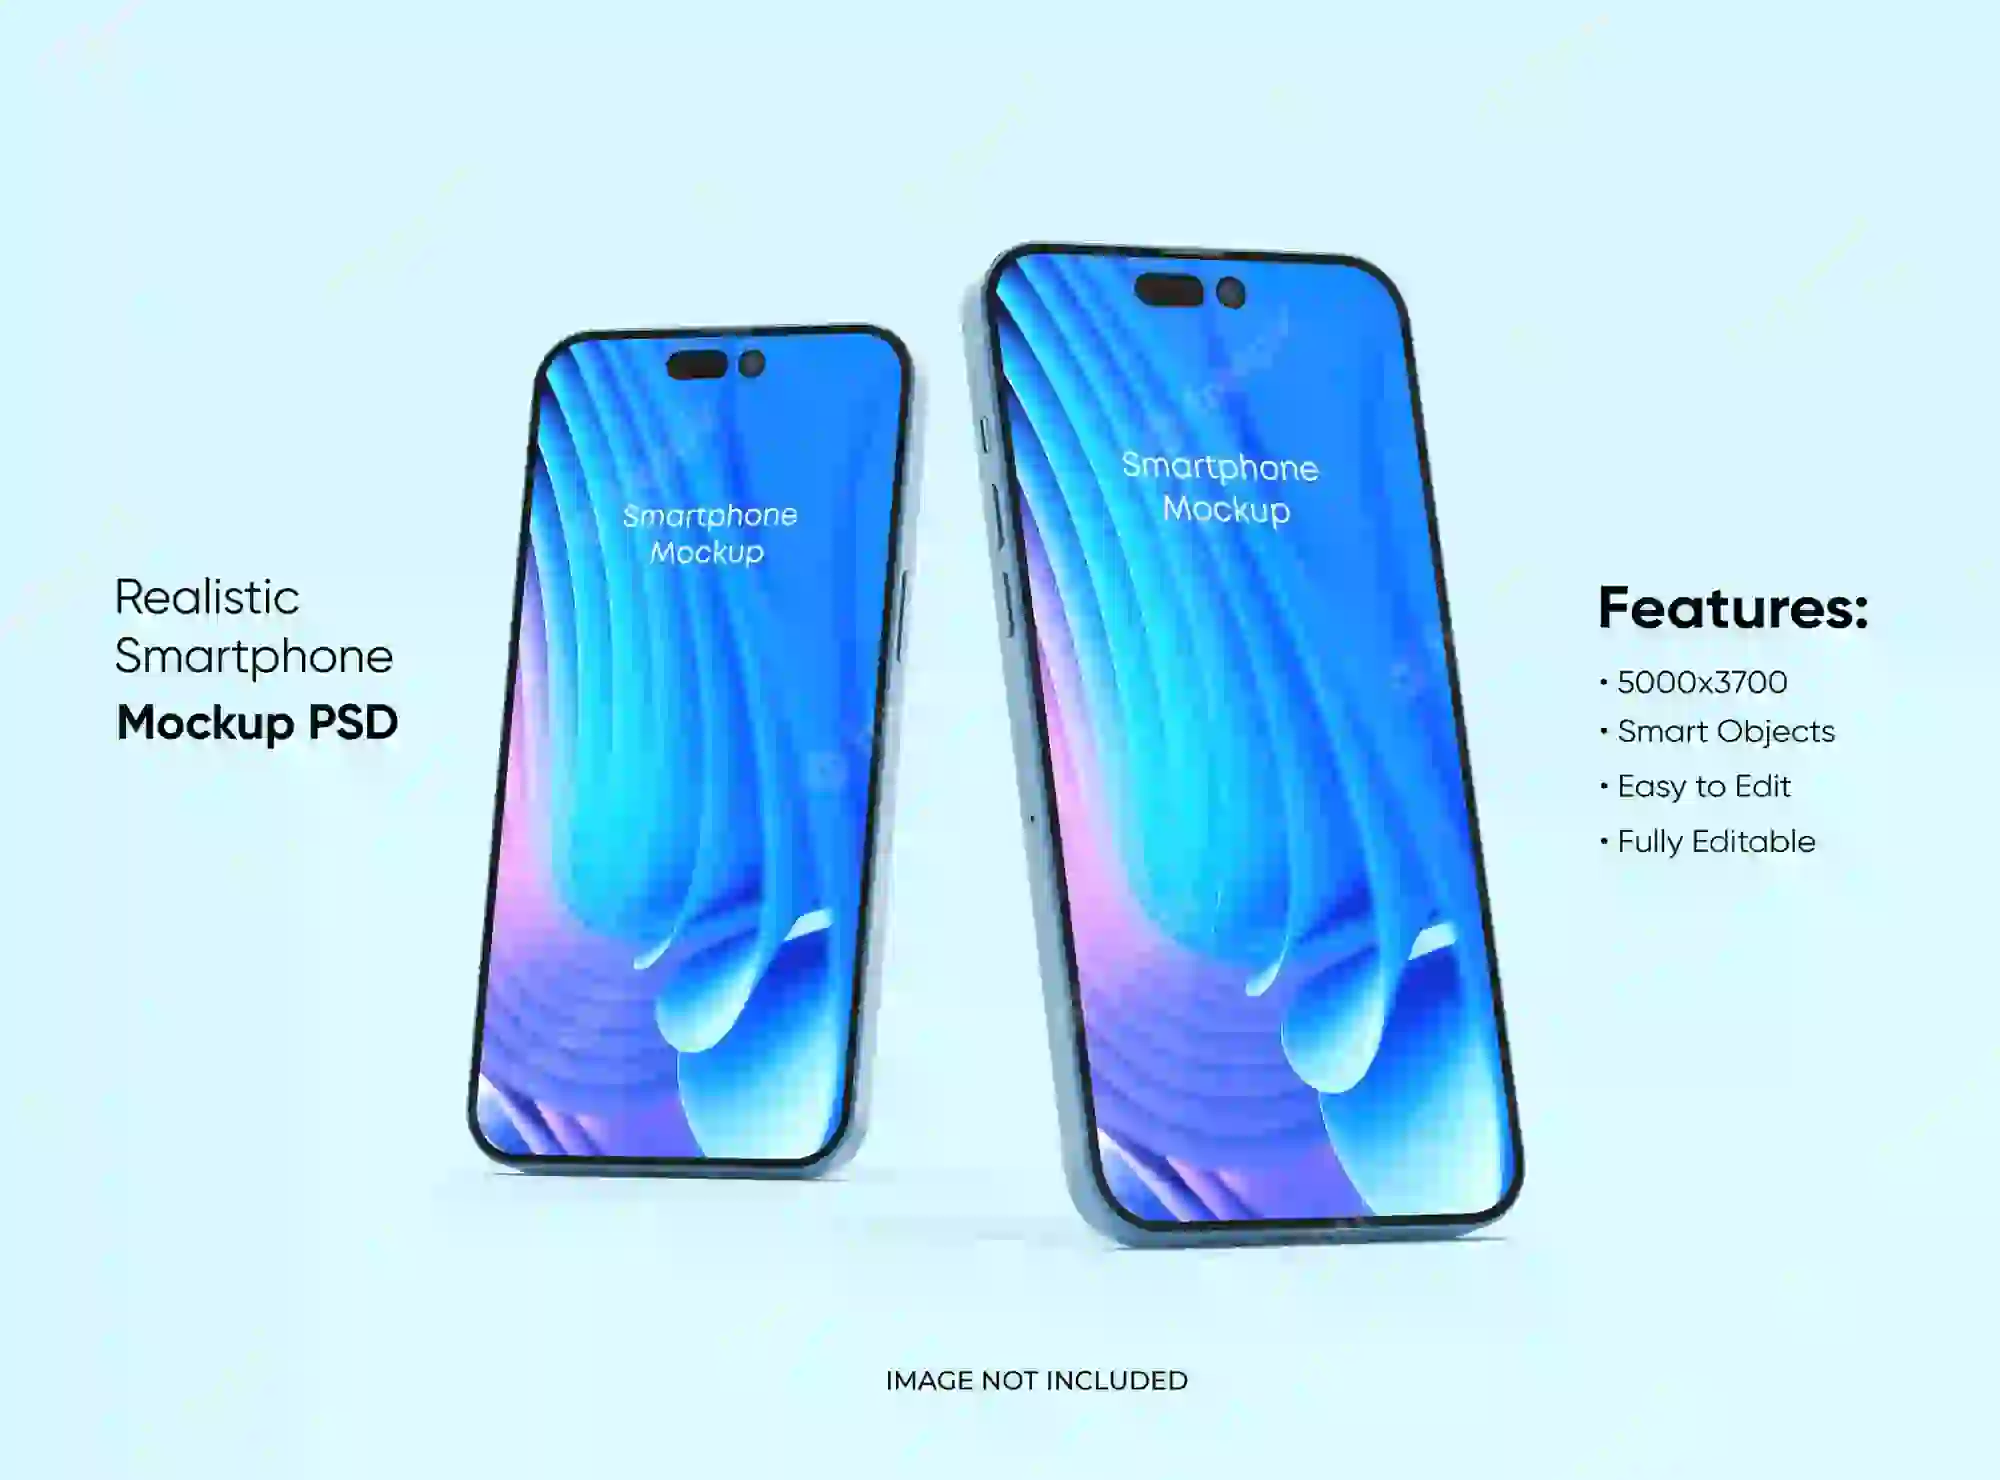 Realistic
Smartphone
Mockup PSD
Smartphone
Mockup
Smartphone
Mockup
Features:
• 5000x3700
• Smart Objects
• Easy to Edit
• Fully Editable
IMAGE NOT INCLUDED